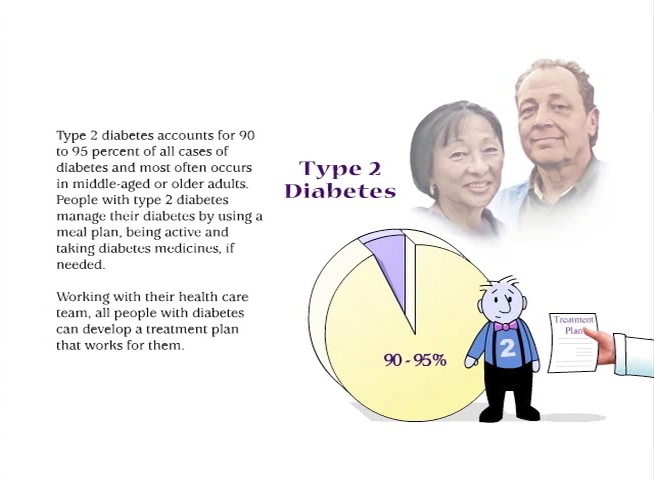 Type 2 diabetes accounts for 90
to 95 percent of all cases of
diabetes and most often occurs
in middle-aged or older adults.
People with type 2 diabetes
manage their diabetes by using a
meal plan, being active and
taking diabetes medicines, if
needed.
Working with their health care
team, all people with diabetes
can develop a treatment plan
that works for them.
Type 2
Diabetes
90 - 95%
2
Treatment
Plan